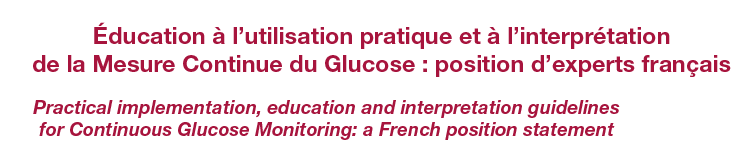 Éducation à l’utilisation pratique et à l’interprétation
de la Mesure Continue du Glucose : position d’experts français
Practical implementation, education and interpretation guidelines
for Continuous Glucose Monitoring: a French position statement